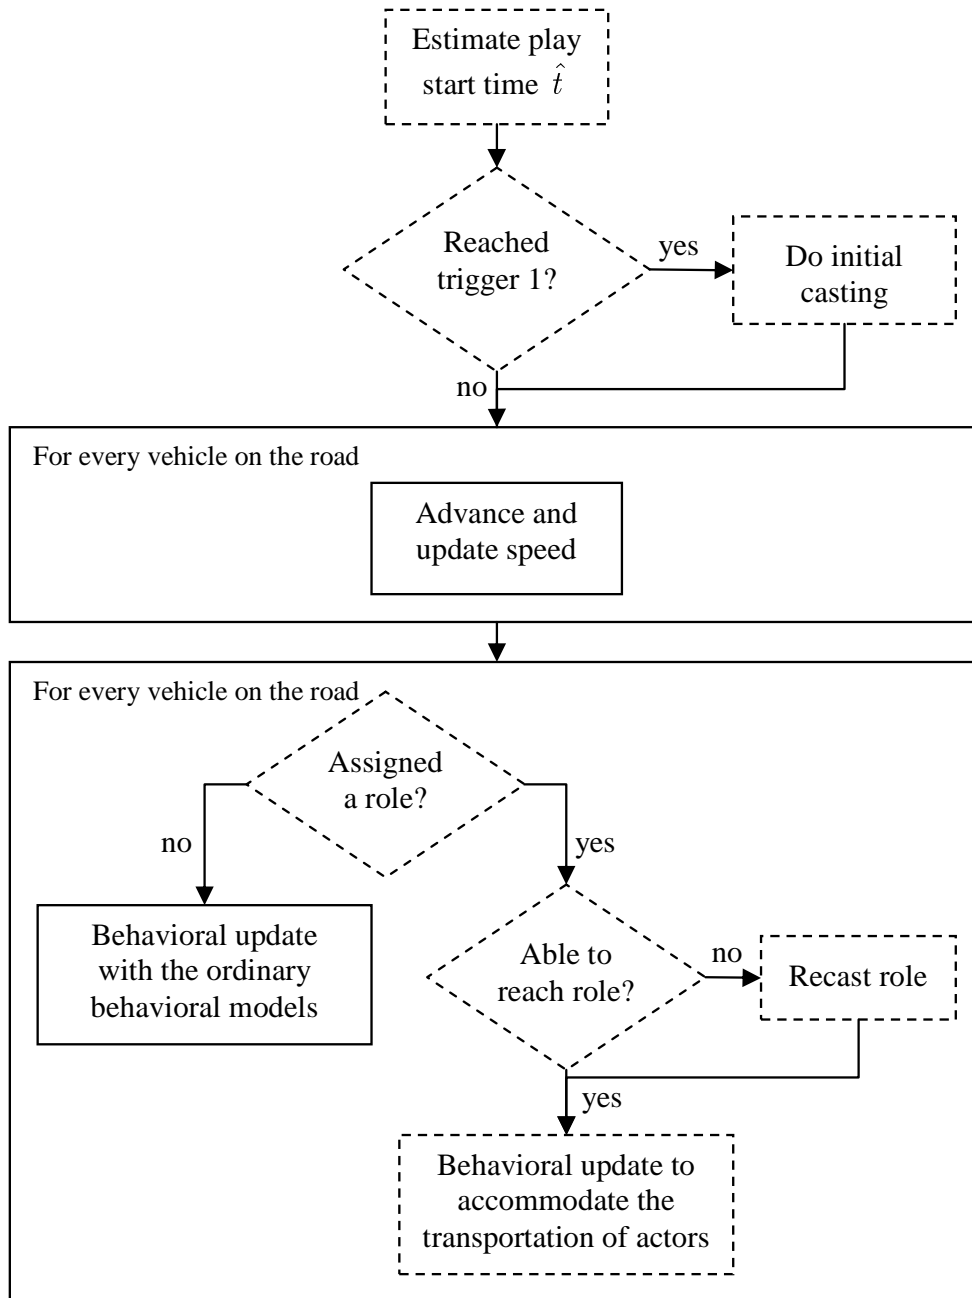 Estimate play
start time t̂
Reached
trigger 1?
yes
Do initial
casting
no
For every vehicle on the road
Advance and
update speed
For every vehicle on the road
Assigned
a role?
no
yes
Behavioral update
with the ordinary
behavioral models
Able to
reach role?
no
Recast role
yes
Behavioral update to
accommodate the
transportation of actors